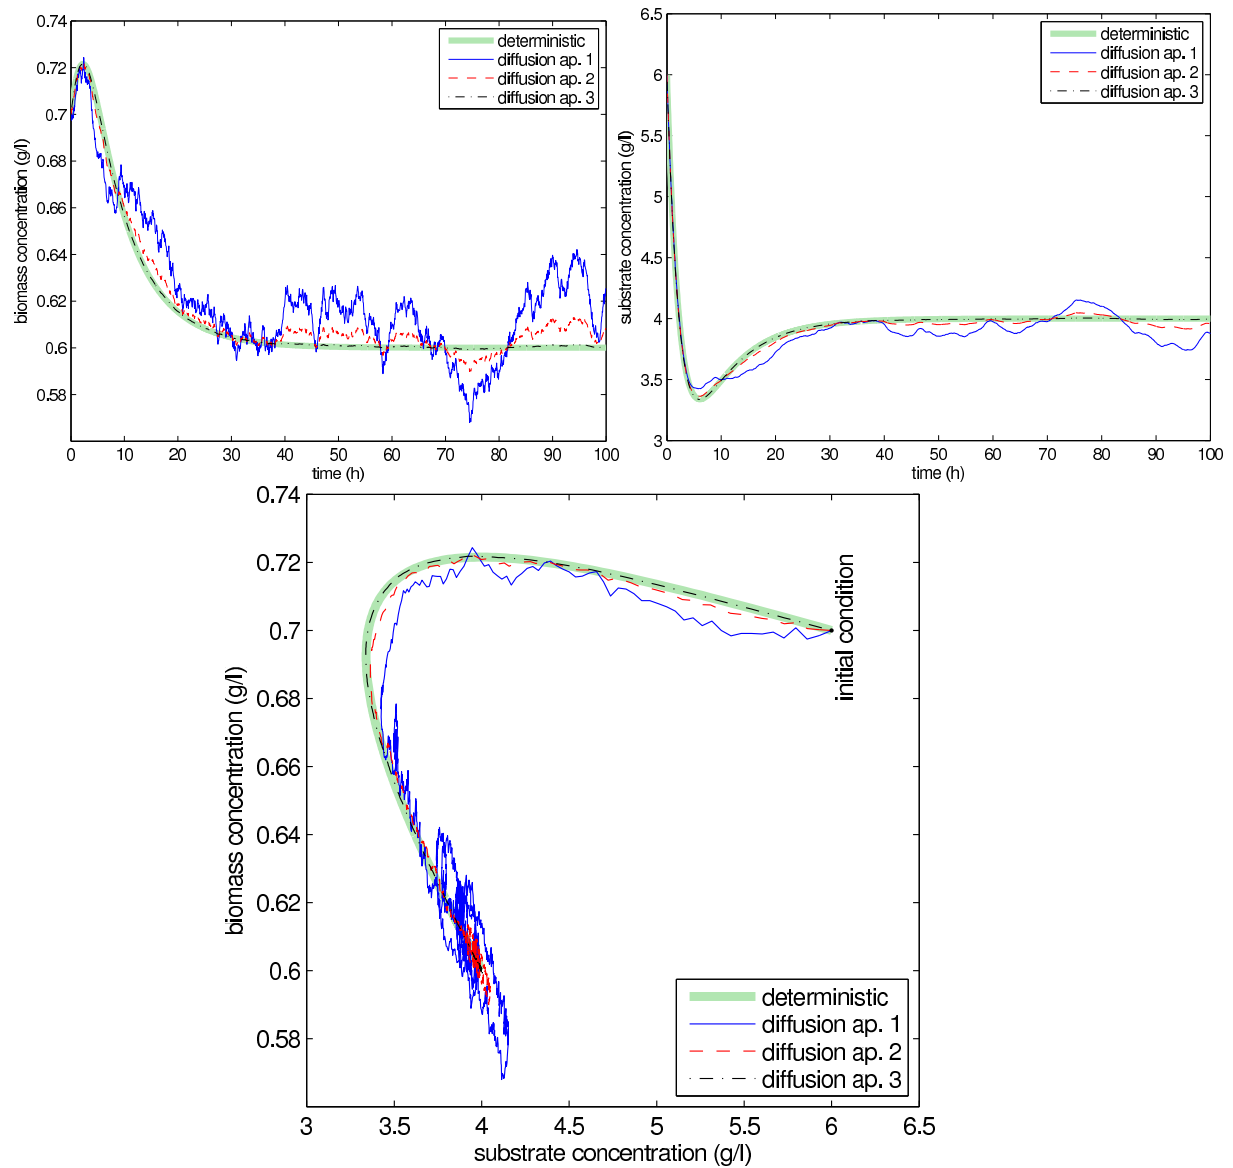 0.74
0.72
0.7
0.68
0.66
0.64
0.62
0.6
0.58
biomass concentration (g/l)
0 10 20 30 40 50 60 70 80 90 100
time (h)
deterministic
diffusion ap. 1
diffusion ap. 2
diffusion ap. 3
6.5
6
5.5
5
4.5
4
3.5
3
substrate concentration (g/l)
0 10 20 30 40 50 60 70 80 90 100
time (h)
deterministic
diffusion ap. 1
diffusion ap. 2
diffusion ap. 3
0.74
0.72
0.7
0.68
0.66
0.64
0.62
0.6
0.58
biomass concentration (g/l)
initial condition
deterministic
diffusion ap. 1
diffusion ap. 2
diffusion ap. 3
3 3.5 4 4.5 5 5.5 6 6.5
substrate concentration (g/l)